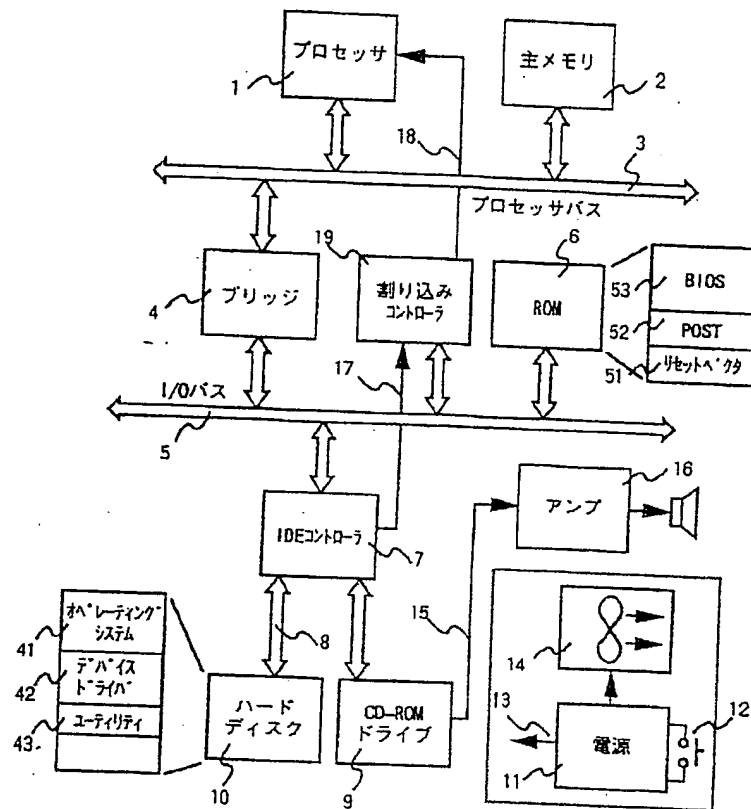 プロセッサ
1
主メモリ
2
18
3
プロセッサバス
19
6
ブリッジ
4
割り込み
コントローラ
ROM
53
BIOS
52
POST
51
リセットベクタ
17
I/Oバス
5
16
アンプ
IDEコントローラ
7
15
41
オペレーティング
システム
8
14
42
デバイス
ドライバ
43
ユーティリティ
ハード
ディスク
10
CD-ROM
ドライブ
9
13
電源
12
11